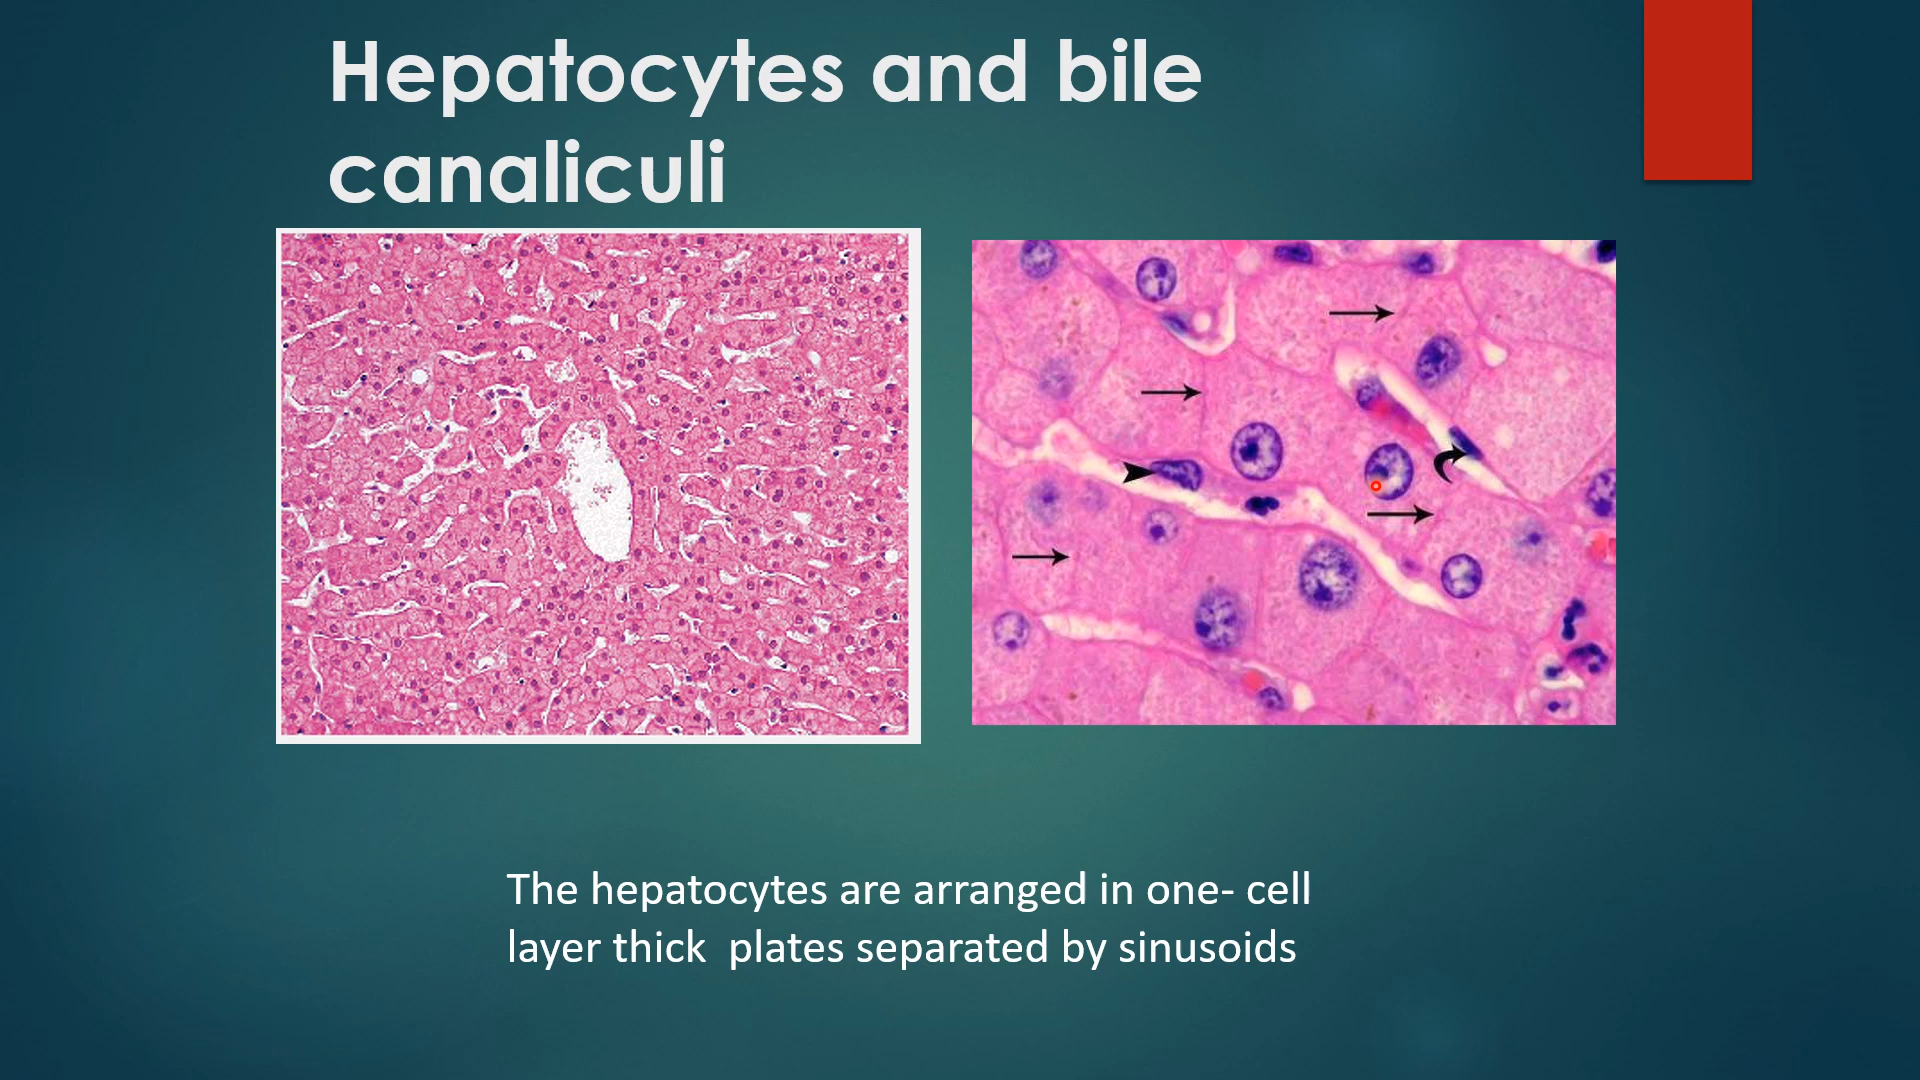 Hepatocytes and bile
canaliculi
The hepatocytes are arranged in one- cell
layer thick  plates separated by sinusoids